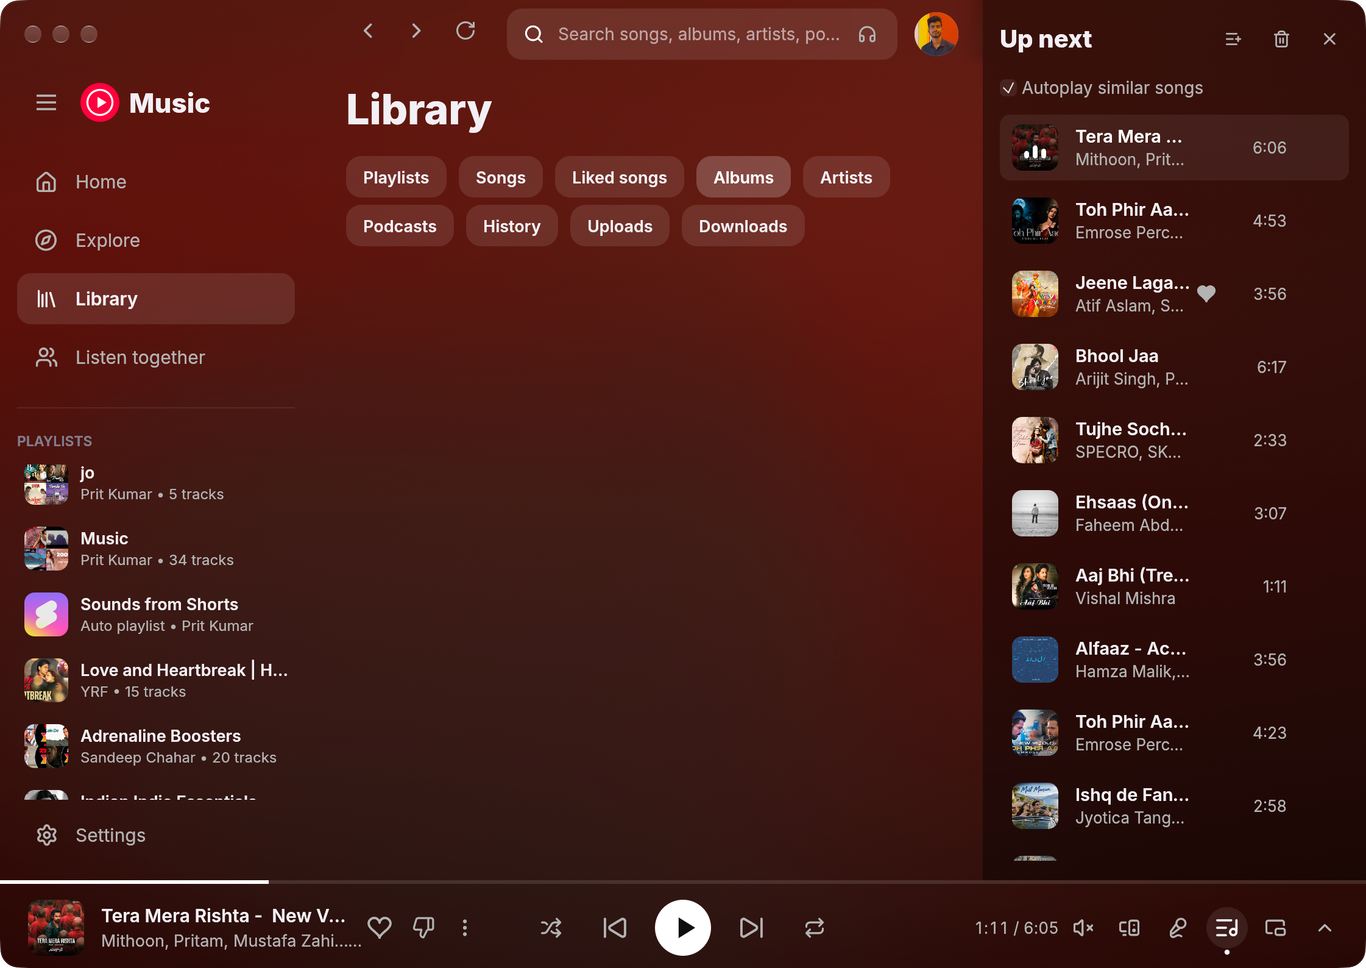 Search songs, albums, artists, po...
Music
Home
Explore
Library
Listen together
PLAYLISTS
jo
Prit Kumar • 5 tracks
Music
Prit Kumar • 34 tracks
Sounds from Shorts
Auto playlist • Prit Kumar
Love and Heartbreak | H...
YRF • 15 tracks
Adrenaline Boosters
Sandeep Chahar • 20 tracks
Indian Indie Essentials
Settings
Library
Playlists Songs Liked songs Albums Artists
Podcasts History Uploads Downloads
Up next
Autoplay similar songs
Tera Mera ...
Mithoon, Prit...
6:06
Toh Phir Aa...
Emrose Perc...
4:53
Jeene Laga...
Atif Aslam, S...
3:56
Bhool Jaa
Arijit Singh, P...
6:17
Tujhe Soch...
SPECRO, SK...
2:33
Ehsaas (On...
Faheem Abd...
3:07
Aaj Bhi (Tre...
Vishal Mishra
1:11
Alfaaz - Ac...
Hamza Malik,...
3:56
Toh Phir Aa...
Emrose Perc...
4:23
Ishq de Fan...
Jyotica Tang...
2:58
Tera Mera Rishta - New V...
Mithoon, Pritam, Mustafa Zahi......
1:11 / 6:05